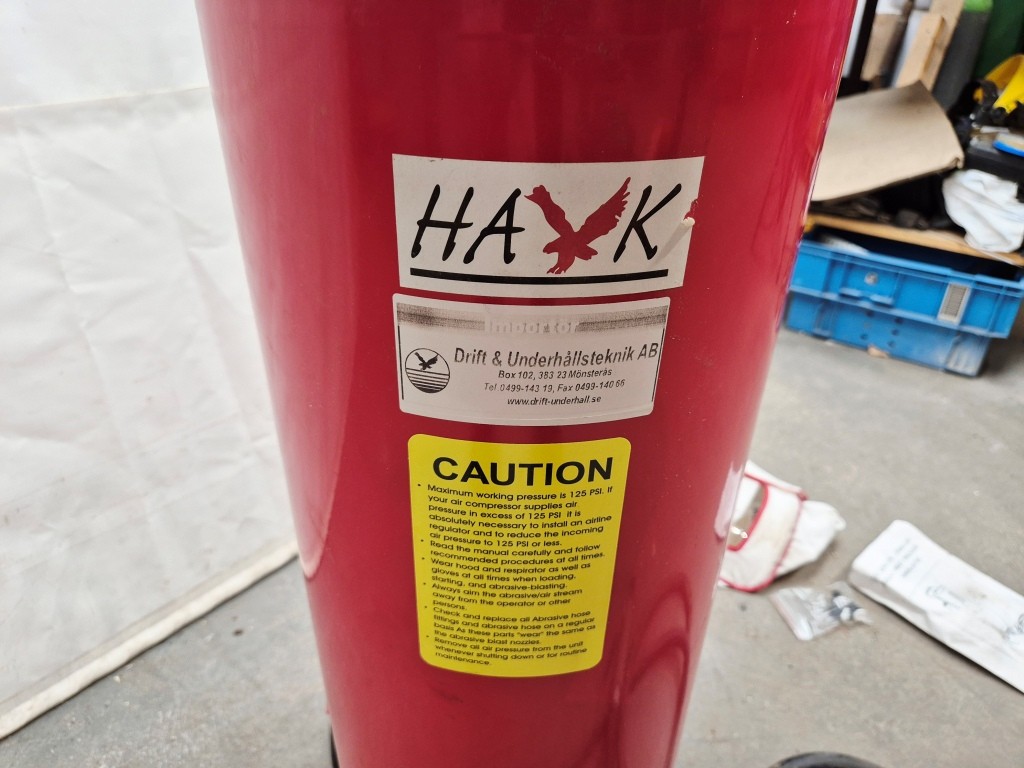 HAWK
Importör
Drift & Underhållsteknik AB
Box 102, 383 23 Mönsterås
Tel.0499-143 19, Fax 0499-140 66
www.drift-underhall.se
CAUTION
• Maximum working pressure is 125 PSI. If
your air compressor supplies air
pressure in excess of 125 PSI it is
absolutely necessary to install an airline
regulator and to reduce the incoming
air pressure to 125 PSI or less.
• Read the manual carefully and follow
recommended procedures at all times.
• Wear hood and respirator as well as
gloves at all times when loading,
starting, and abrasive-blasting.
• Always aim the abrasive/air stream
away from the operator or other
persons.
• Check and replace all Abrasive hose
fittings and abrasive hose on a regular
basis As these parts "wear" the same as
the abrasive blast nozzles.
• Remove all air pressure from the unit
whenever shutting down or for routine
maintenance.